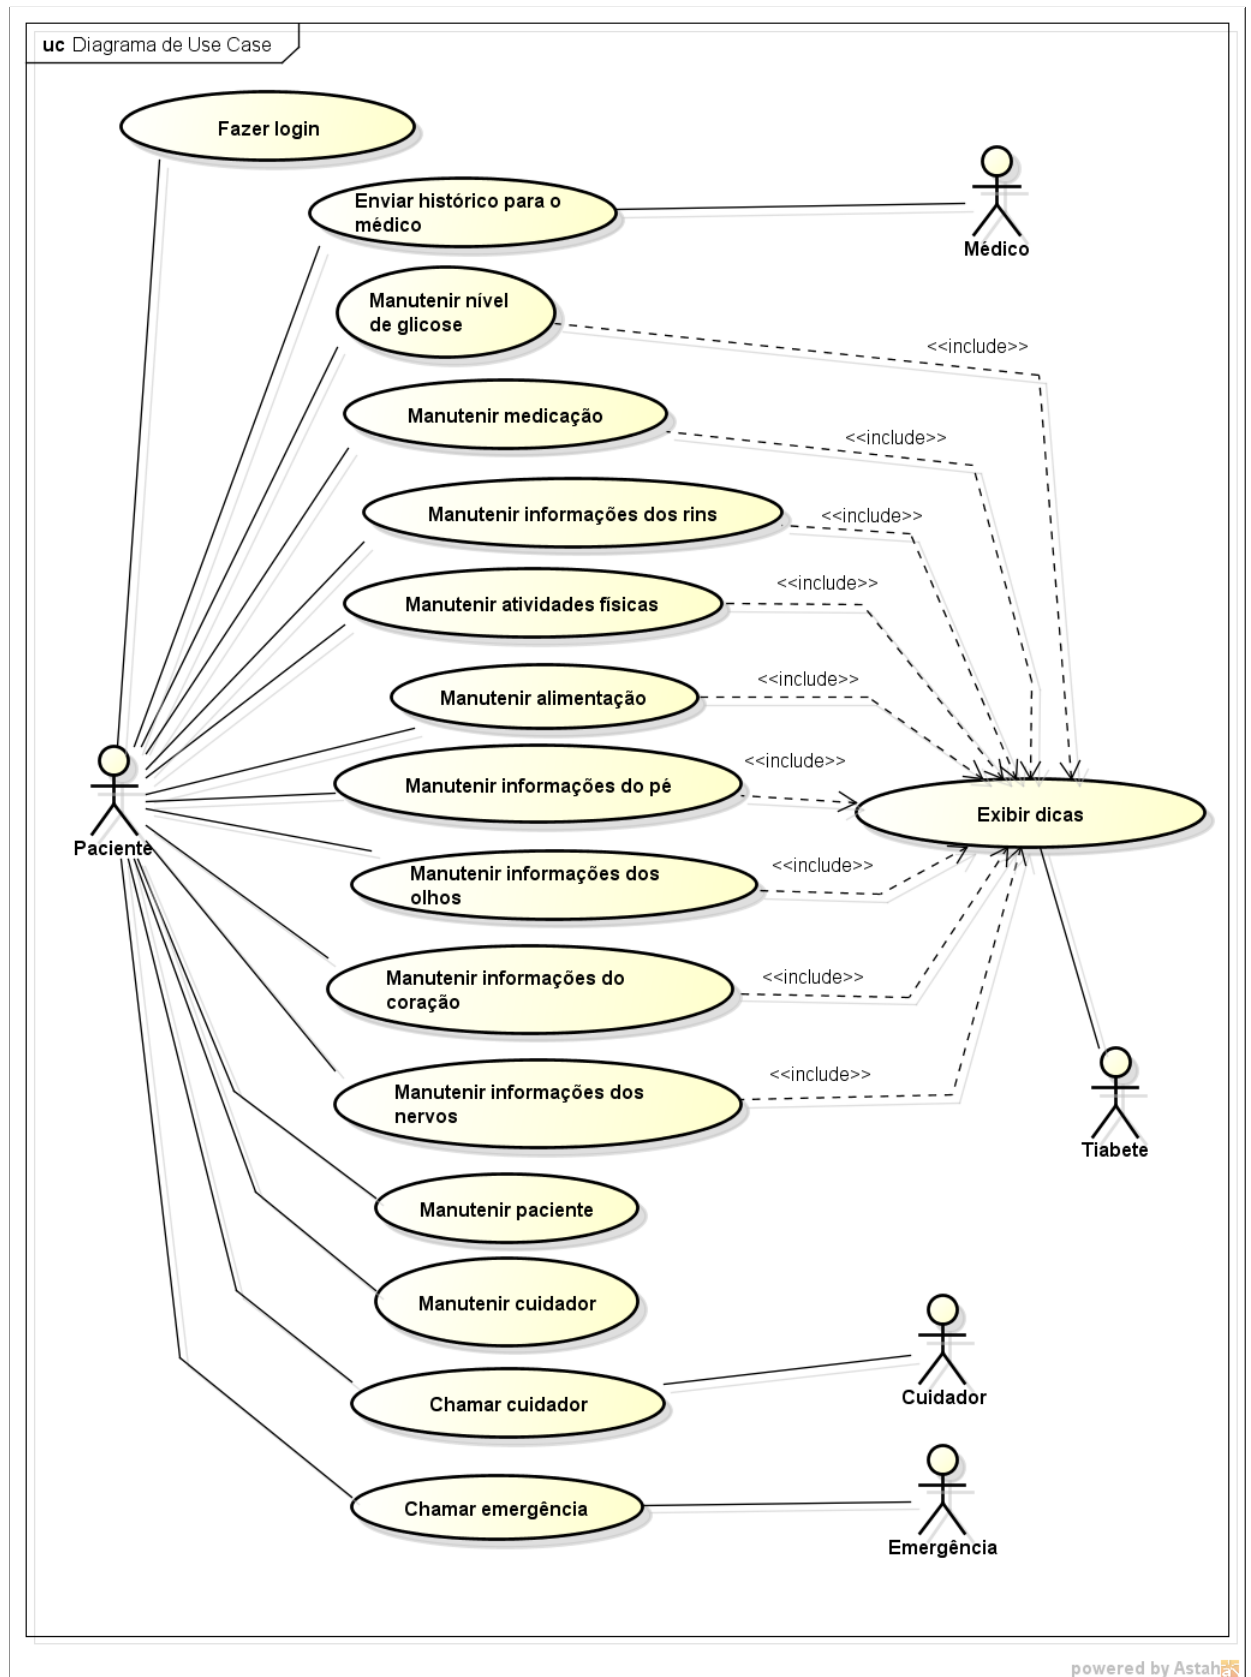 uc Diagrama de Use Case
Fazer login
Enviar histórico para o
médico
Médico
Manutenir nível
de glicose
<<include>>
Manutenir medicação
<<include>>
Manutenir informações dos rins
<<include>>
Manutenir atividades físicas
<<include>>
Manutenir alimentação
<<include>>
Manutenir informações do pé
<<include>>
Exibir dicas
Paciente
Manutenir informações dos
olhos
<<include>>
Manutenir informações do
coração
<<include>>
Manutenir informações dos
nervos
<<include>>
Tiabete
Manutenir paciente
Manutenir cuidador
Chamar cuidador
Cuidador
Chamar emergência
Emergência
powered by Astah